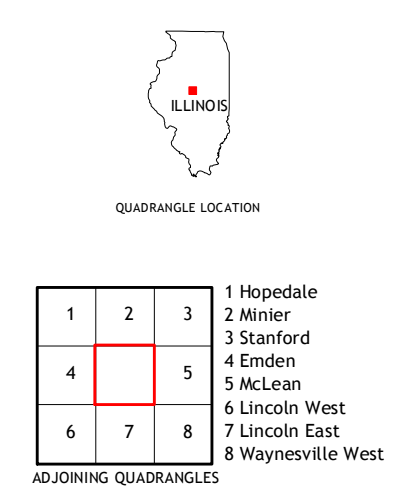 ILLINOIS
QUADRANGLE LOCATION
1 2 3
4 5
6 7 8
1 Hopedale
2 Minier
3 Stanford
4 Emden
5 McLean
6 Lincoln West
7 Lincoln East
8 Waynesville West
ADJOINING QUADRANGLES